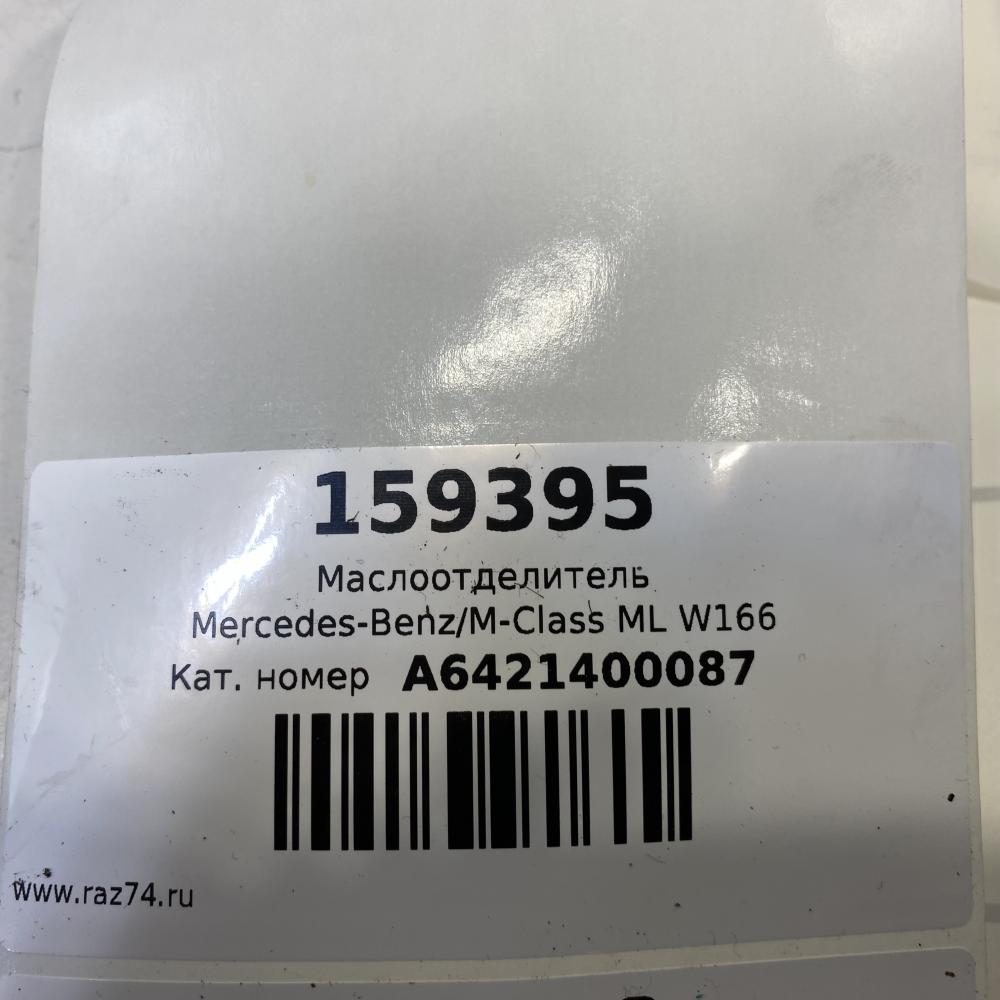 159395
Маслоотделитель
Mercedes-Benz/M-Class ML W166
Кат. номер A6421400087
www.raz74.ru